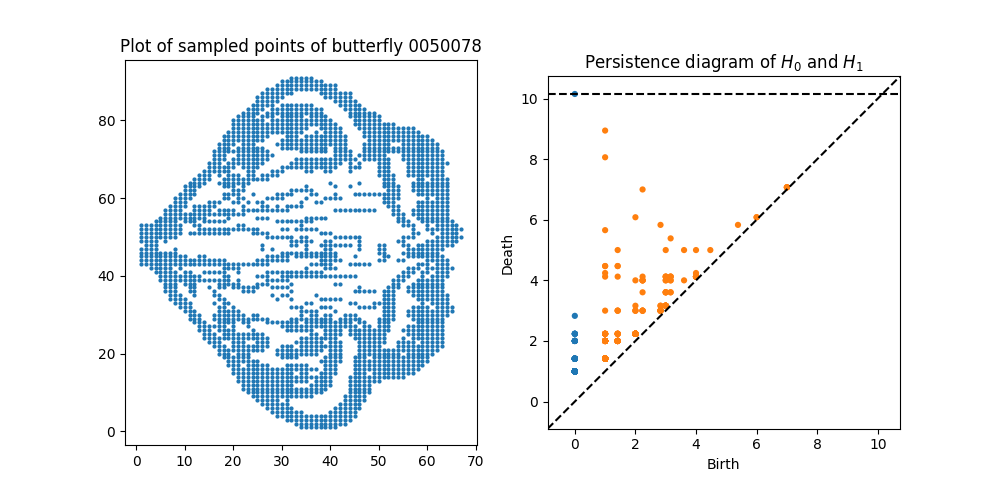 Plot of sampled points of butterfly 0050078
80
60
40
20
0
0 10 20 30 40 50 60 70
Persistence diagram of H₀ and H₁
Death
10
8
6
4
2
0
0 2 4 6 8 10
Birth